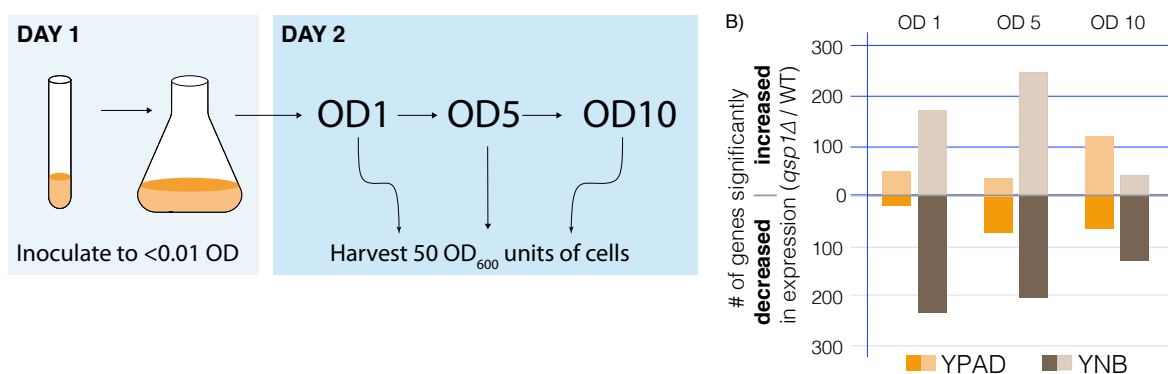 DAY 1
DAY 2
OD1
OD5
OD10
Inoculate to <0.01 OD
Harvest 50 OD600 units of cells
B)
OD 1
OD 5
OD 10
# of genes significantly
decreased | increased
in expression (qsp1Δ / WT)
300
200
100
0
100
200
300
YPAD
YNB